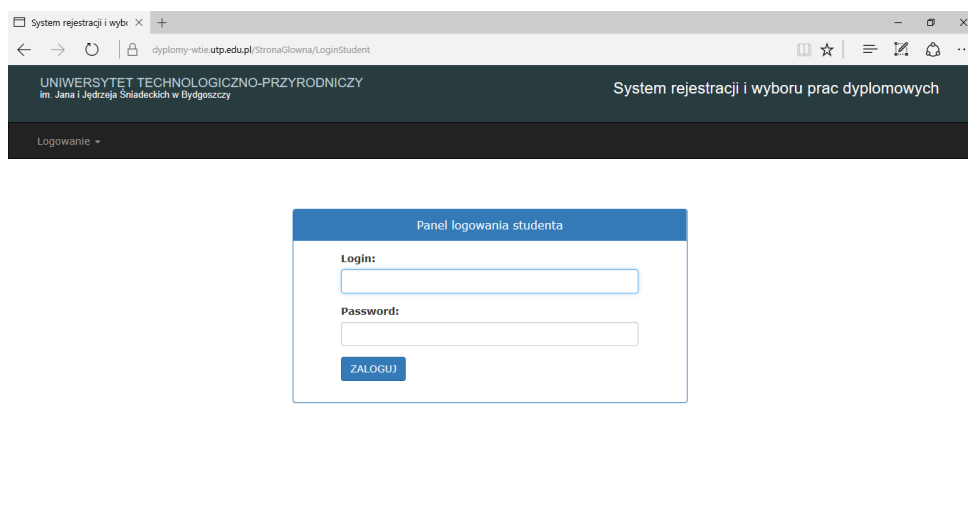 System rejestracji i wybo
dyplomy-wtie.utp.edu.pl/StronaGlowna/LoginStudent
UNIWERSYTET TECHNOLOGICZNO-PRZYRODNICZY
im. Jana i Jędrzeja Śniadeckich w Bydgoszczy
System rejestracji i wyboru prac dyplomowych
Logowanie
Panel logowania studenta
Login:
Password:
ZALOGUJ